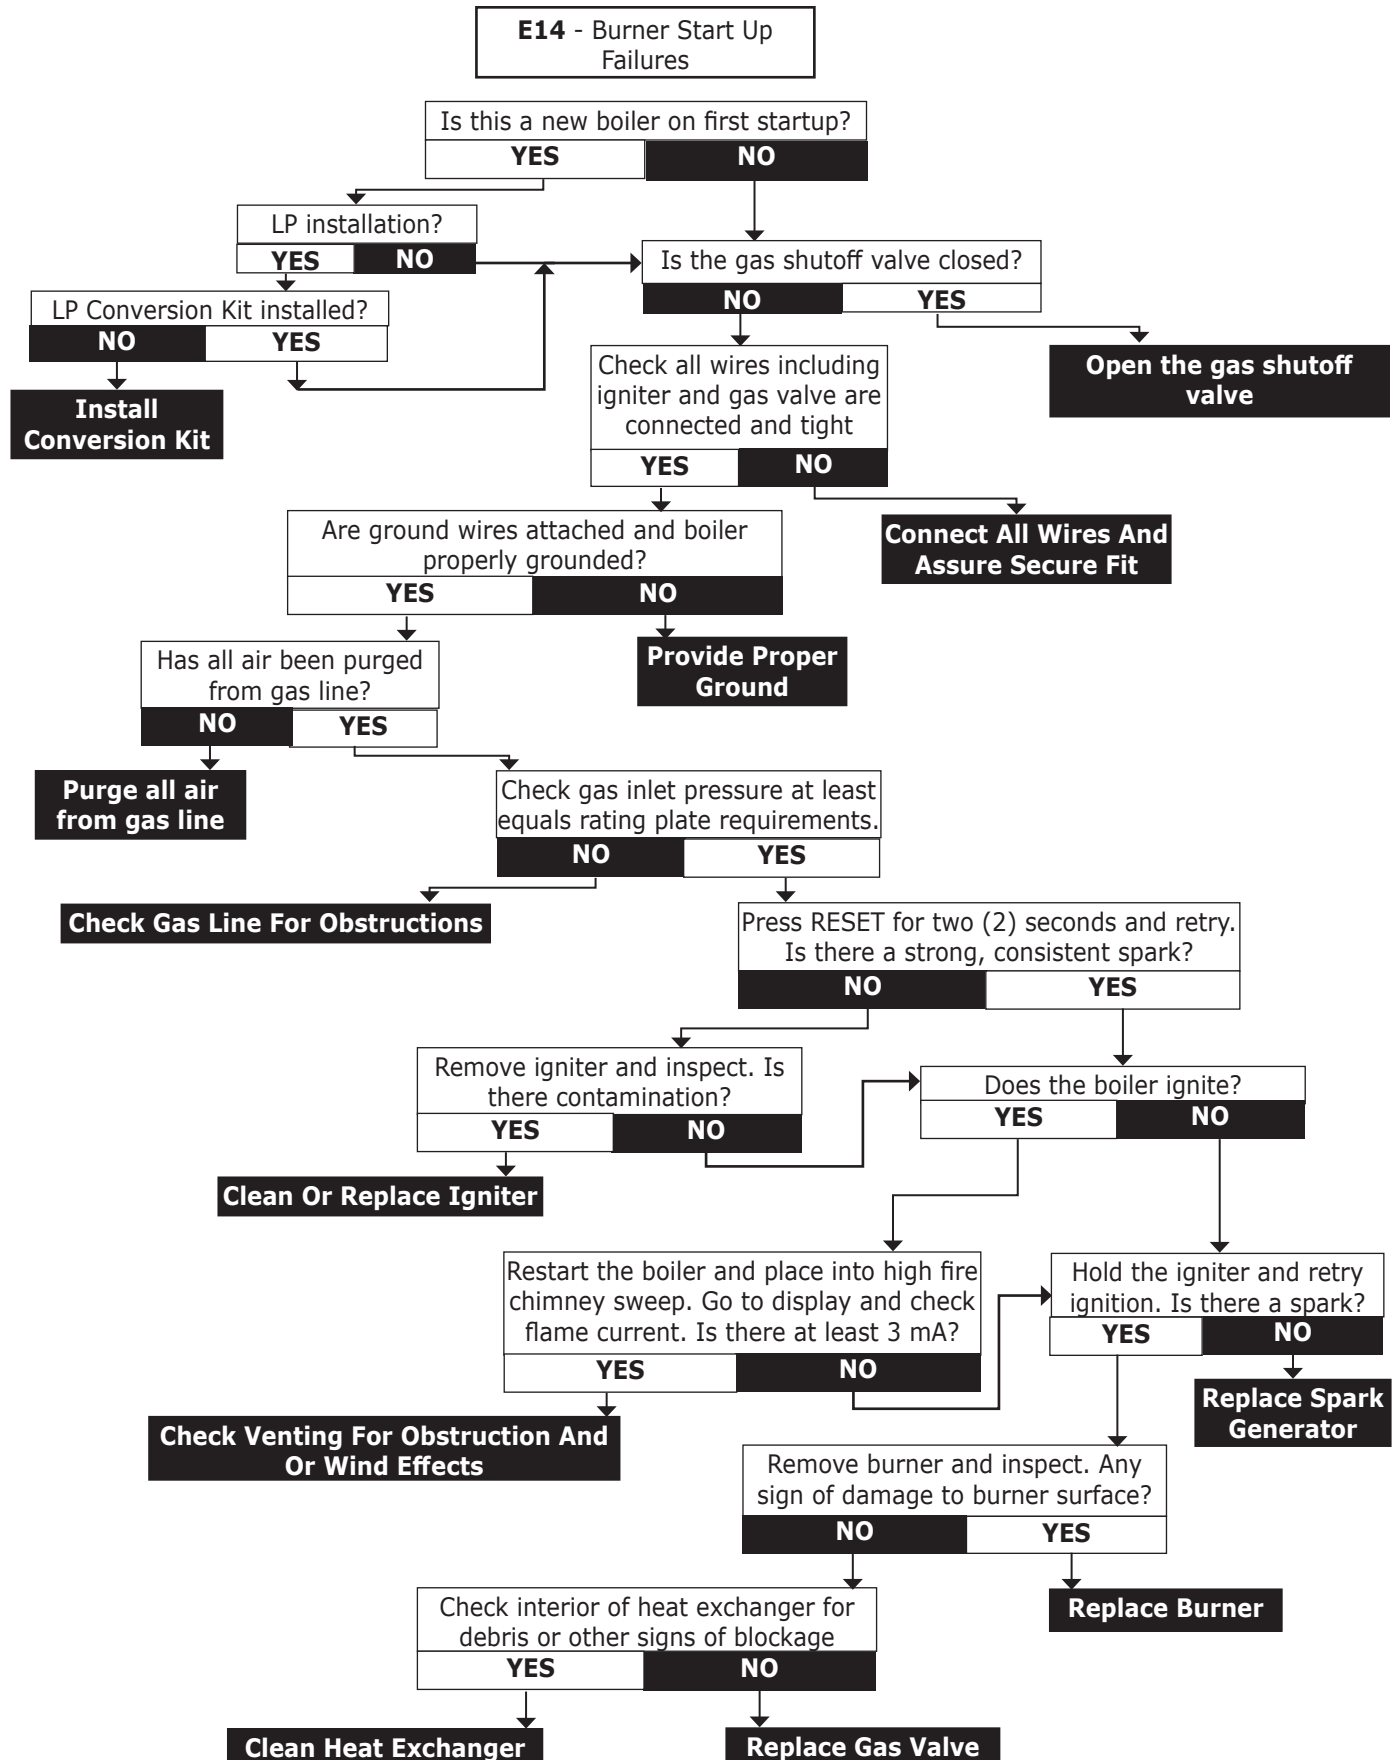 E14 - Burner Start Up
Failures
Is this a new boiler on first startup?
YES
NO
LP installation?
YES
NO
Is the gas shutoff valve closed?
NO
YES
LP Conversion Kit installed?
NO
YES
Open the gas shutoff
valve
Install
Conversion Kit
Check all wires including
igniter and gas valve are
connected and tight
YES
NO
Connect All Wires And
Assure Secure Fit
Are ground wires attached and boiler
properly grounded?
YES
NO
Provide Proper
Ground
Has all air been purged
from gas line?
NO
YES
Purge all air
from gas line
Check gas inlet pressure at least
equals rating plate requirements.
NO
YES
Check Gas Line For Obstructions
Press RESET for two (2) seconds and retry.
Is there a strong, consistent spark?
NO
YES
Remove igniter and inspect. Is
there contamination?
YES
NO
Does the boiler ignite?
YES
NO
Clean Or Replace Igniter
Restart the boiler and place into high fire
chimney sweep. Go to display and check
flame current. Is there at least 3 mA?
YES
NO
Hold the igniter and retry
ignition. Is there a spark?
YES
NO
Replace Spark
Generator
Check Venting For Obstruction And
Or Wind Effects
Remove burner and inspect. Any
sign of damage to burner surface?
NO
YES
Replace Burner
Check interior of heat exchanger for
debris or other signs of blockage
YES
NO
Clean Heat Exchanger
Replace Gas Valve